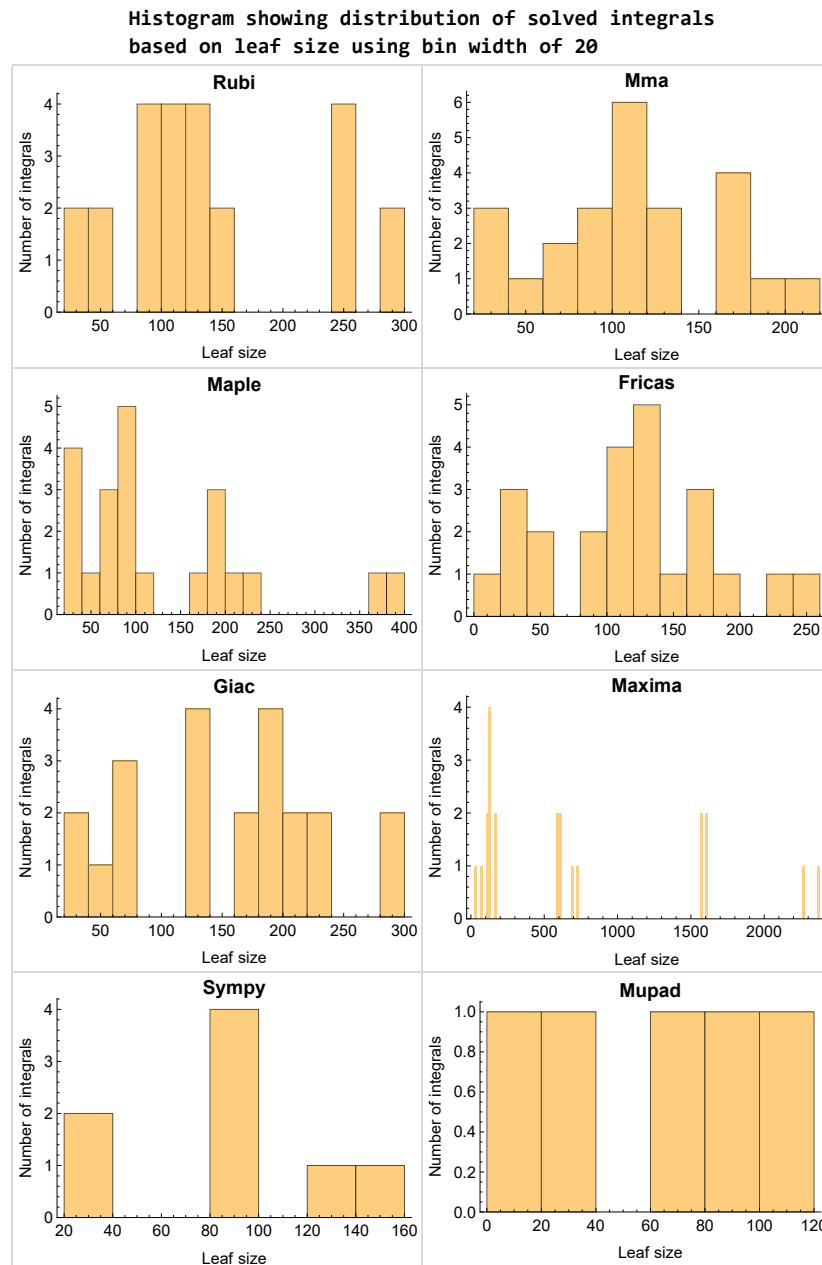 Histogram showing distribution of solved integrals
based on leaf size using bin width of 20
Rubi
Number of integrals
4
3
2
1
0
50 100 150 200 250 300
Leaf size
Mma
Number of integrals
6
5
4
3
2
1
0
50 100 150 200
Leaf size
Maple
Number of integrals
5
4
3
2
1
0
50 100 150 200 250 300 350 400
Leaf size
Fricas
Number of integrals
5
4
3
2
1
0
0 50 100 150 200 250
Leaf size
Giac
Number of integrals
4
3
2
1
0
50 100 150 200 250 300
Leaf size
Maxima
Number of integrals
4
3
2
1
0
0 500 1000 1500 2000
Leaf size
Sympy
Number of integrals
4
3
2
1
0
20 40 60 80 100 120 140 160
Leaf size
Mupad
Number of integrals
1.0
0.8
0.6
0.4
0.2
0.0
0 20 40 60 80 100 120
Leaf size